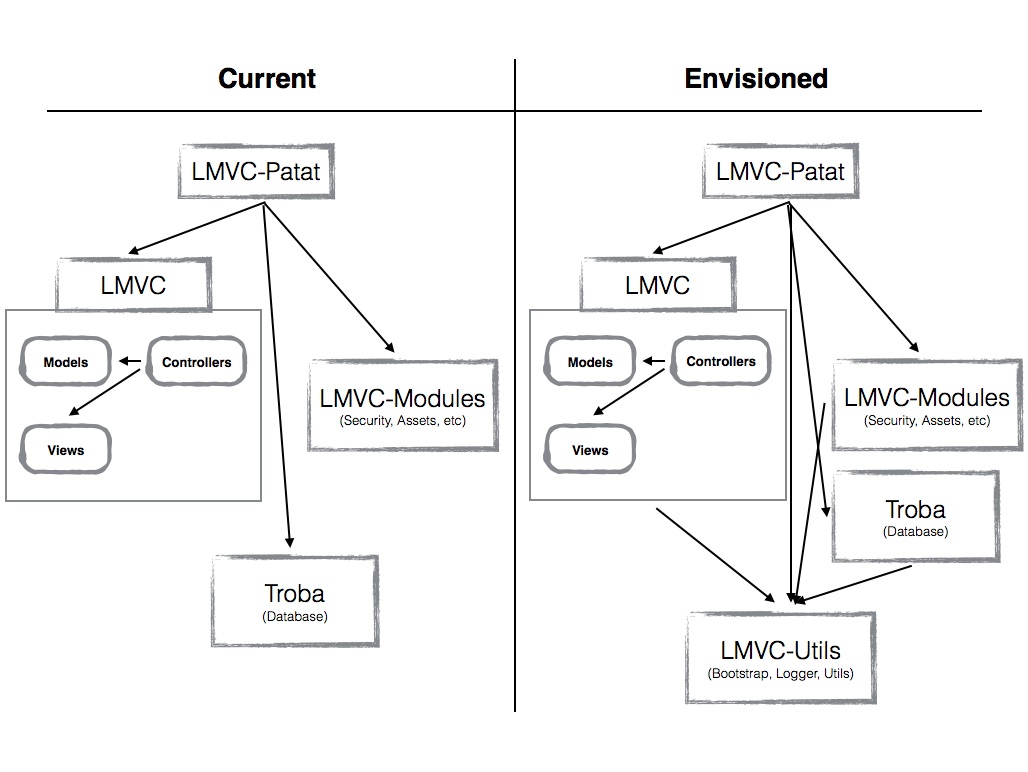 Current
LMVC-Patat
LMVC
Models
Controllers
Views
LMVC-Modules
(Security, Assets, etc)
Troba
(Database)
Envisioned
LMVC-Patat
LMVC
Models
Controllers
Views
LMVC-Modules
(Security, Assets, etc)
Troba
(Database)
LMVC-Utils
(Bootstrap, Logger, Utils)